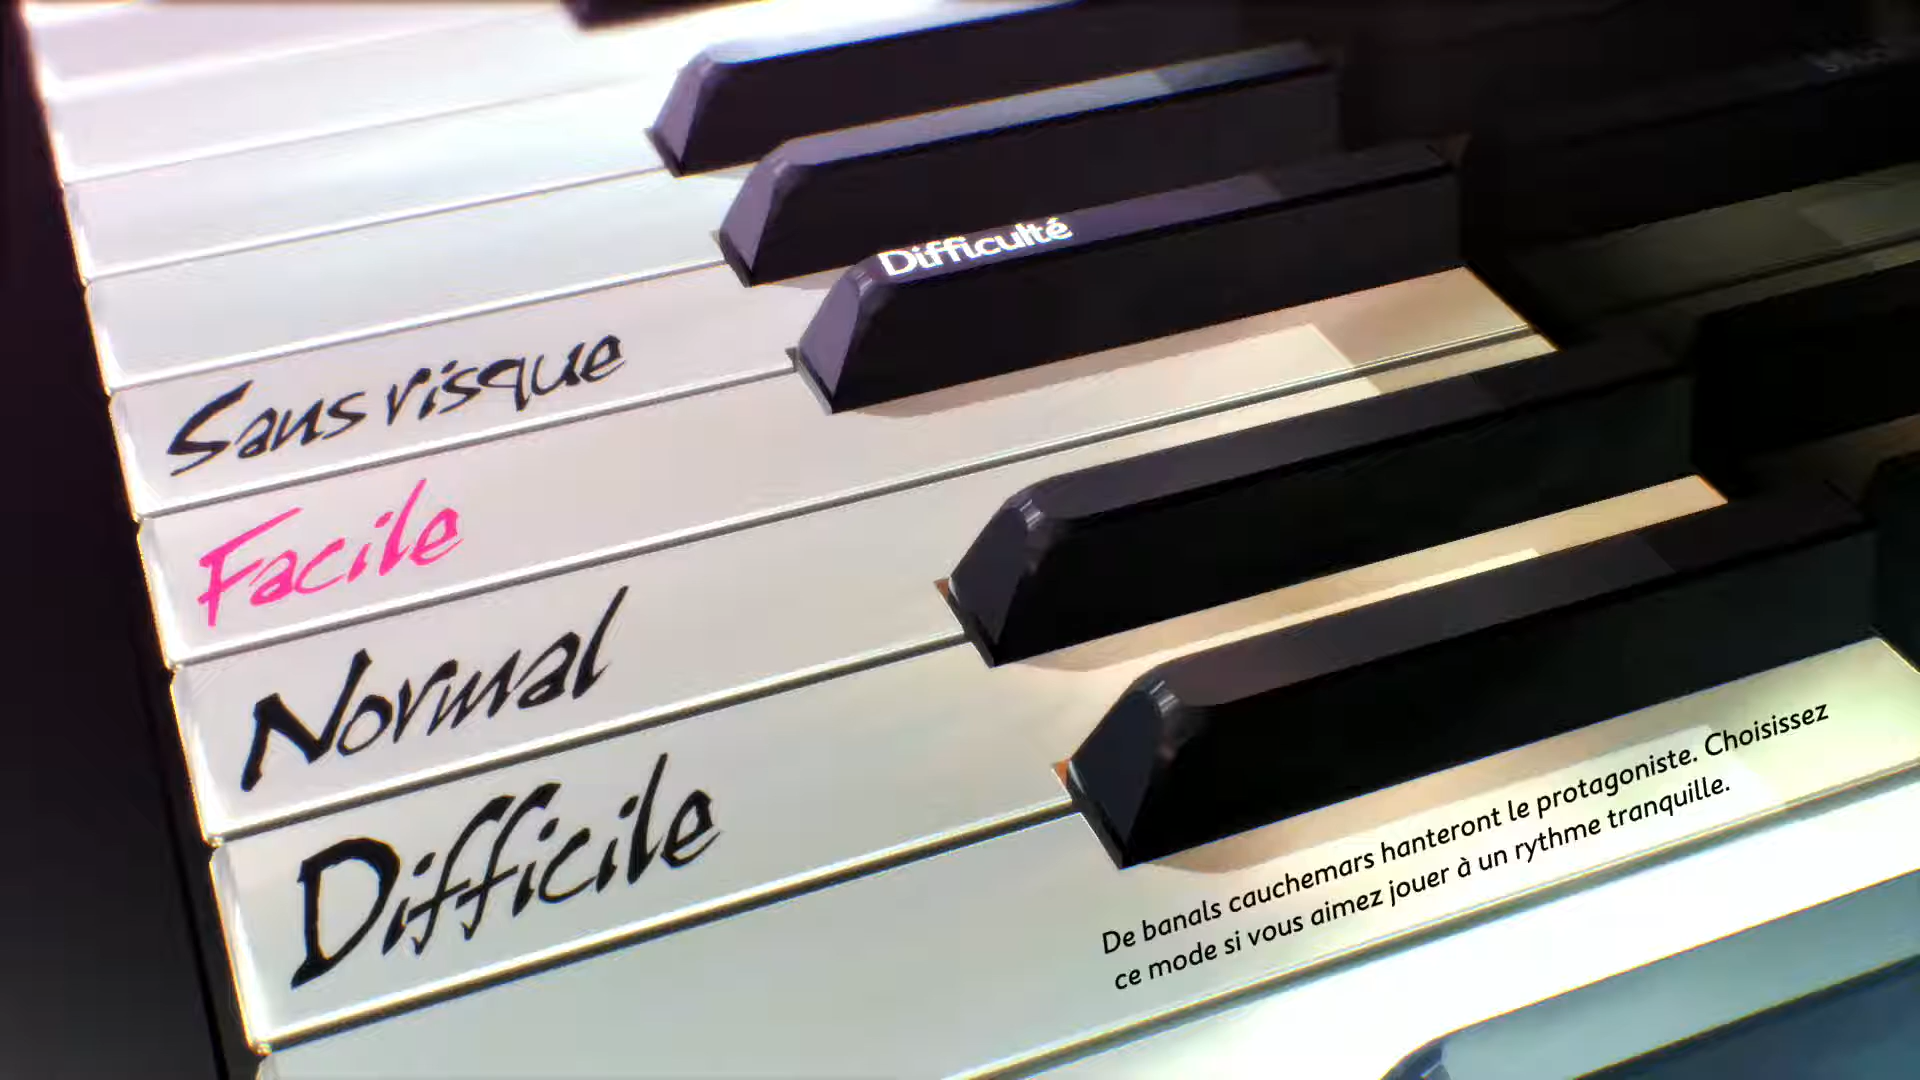 Difficulté
Sans risque
Facile
Normal
Difficile
De banals cauchemars hanteront le protagoniste. Choisissez
ce mode si vous aimez jouer à un rythme tranquille.